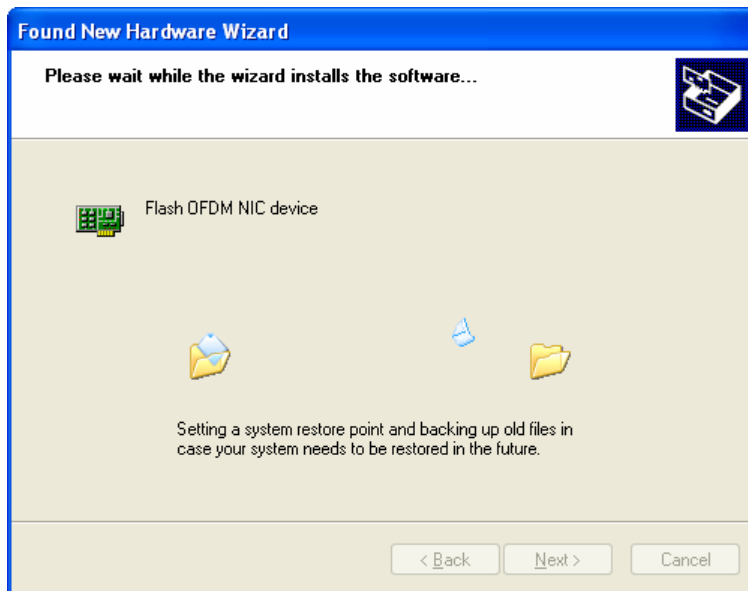 Found New Hardware Wizard
Please wait while the wizard installs the software...
Flash OFDM NIC device
Setting a system restore point and backing up old files in
case your system needs to be restored in the future.
< Back Next > Cancel